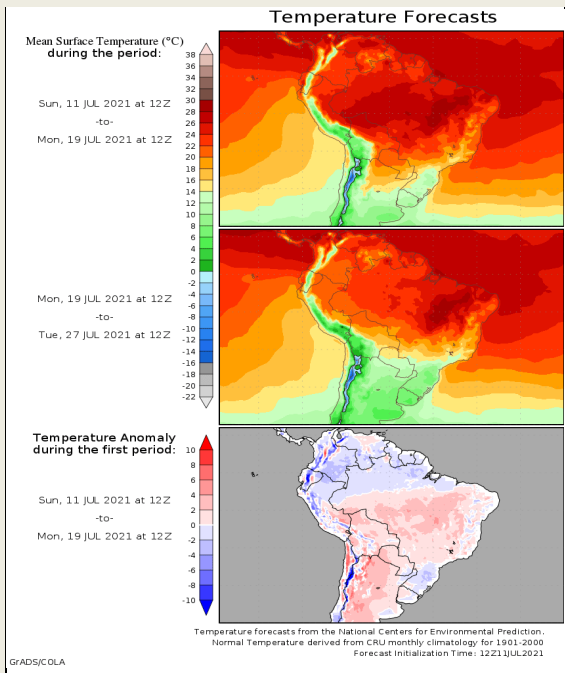 Temperature Forecasts
Mean Surface Temperature (°C)
during the period:
Sun, 11 JUL 2021 at 12Z
-to-
Mon, 19 JUL 2021 at 12Z
38
36
34
32
30
28
26
24
22
20
18
16
14
12
10
8
6
4
2
0
-2
-4
-6
-8
-10
-12
-14
-16
-18
-20
-22
Mon, 19 JUL 2021 at 12Z
-to-
Tue, 27 JUL 2021 at 12Z
Temperature Anomaly
during the first period:
Sun, 11 JUL 2021 at 12Z
-to-
Mon, 19 JUL 2021 at 12Z
10
8
6
4
2
0
-2
-4
-6
-8
-10
Temperature forecasts from the National Centers for Environmental Prediction.
Normal Temperature derived from CRU monthly climatology for 1901-2000
Forecast Initialization Time: 12Z11JUL2021
GrADS/COLA